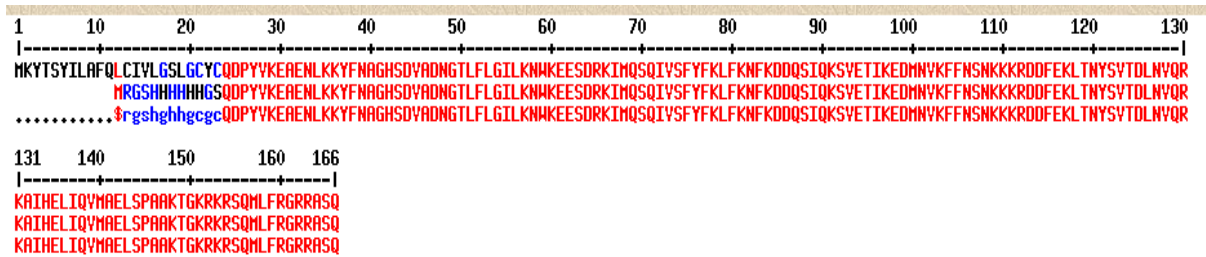 1 10 20 30 40 50 60 70 80 90 100 110 120 130
|--------+---------+---------+---------+---------+---------+---------+---------+---------+---------+---------+---------+---------|
MKYTSYILAFQLCIVLGSLGCYCQDPYVKEAENLKKYFNAGHSDVADNGTLFLGILKNWKEESDRKIMQSQIVSFYFKLFKNFKDDQSIQKSVETIKEDMNVKFFNSNKKKRDDFEKLTNYSVTDLNVQR
MRGSHHHHHHGSQDPYVKEAENLKKYFNAGHSDVADNGTLFLGILKNWKEESDRKIMQSQIVSFYFKLFKNFKDDQSIQKSVETIKEDMNVKFFNSNKKKRDDFEKLTNYSVTDLNVQR
...........$rgshghhgcgcQDPYVKEAENLKKYFNAGHSDVADNGTLFLGILKNWKEESDRKIMQSQIVSFYFKLFKNFKDDQSIQKSVETIKEDMNVKFFNSNKKKRDDFEKLTNYSVTDLNVQR
131 140 150 160 166
|--------+---------+---------+-----|
KAIHELIQVMAELSPAAKTGKRKRSQMLFRGRRASQ
KAIHELIQVMAELSPAAKTGKRKRSQMLFRGRRASQ
KAIHELIQVMAELSPAAKTGKRKRSQMLFRGRRASQ